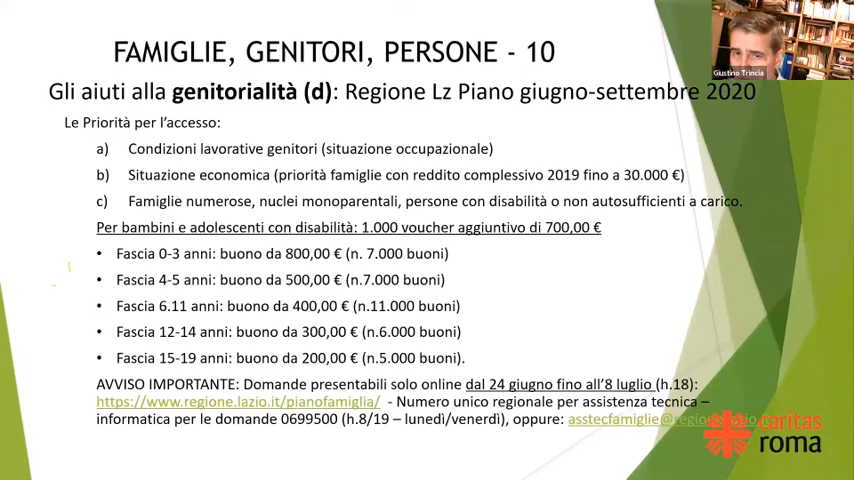 FAMIGLIE, GENITORI, PERSONE - 10
Giustino Trincia
Gli aiuti alla genitorialità (d): Regione Lz Piano giugno-settembre 2020
Le Priorità per l'accesso:
a) Condizioni lavorative genitori (situazione occupazionale)
b) Situazione economica (priorità famiglie con reddito complessivo 2019 fino a 30.000 €)
c) Famiglie numerose, nuclei monoparentali, persone con disabilità o non autosufficienti a carico.
Per bambini e adolescenti con disabilità: 1.000 voucher aggiuntivo di 700,00 €
• Fascia 0-3 anni: buono da 800,00 € (n. 7.000 buoni)
• Fascia 4-5 anni: buono da 500,00 € (n.7.000 buoni)
• Fascia 6.11 anni: buono da 400,00 € (n.11.000 buoni)
• Fascia 12-14 anni: buono da 300,00 € (n.6.000 buoni)
• Fascia 15-19 anni: buono da 200,00 € (n.5.000 buoni).
AVVISO IMPORTANTE: Domande presentabili solo online dal 24 giugno fino all'8 luglio (h.18):
https://www.regione.lazio.it/pianofamiglia/ - Numero unico regionale per assistenza tecnica –
informatica per le domande 0699500 (h.8/19 – lunedì/venerdì), oppure:
caritas
roma